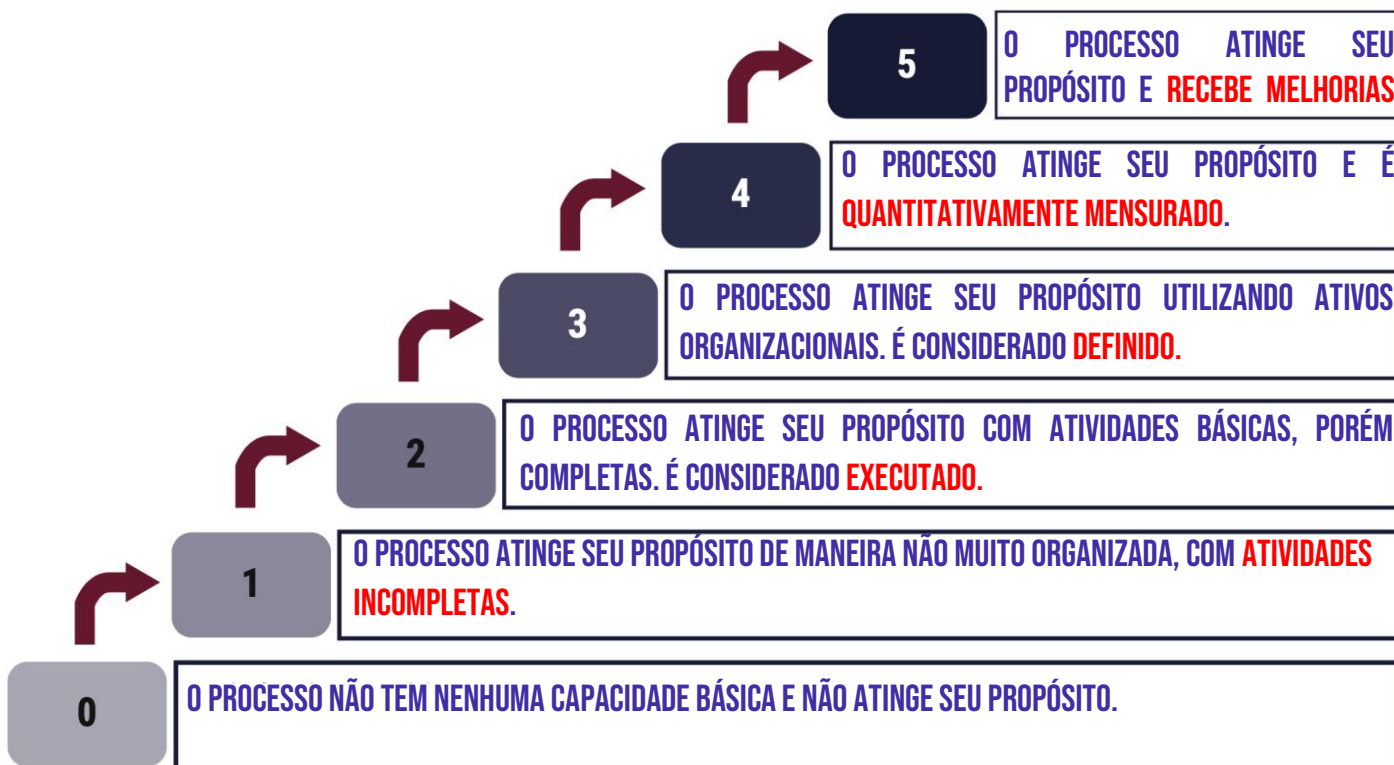 5
O PROCESSO ATINGE SEU
PROPÓSITO E RECEBE MELHORIAS
4
O PROCESSO ATINGE SEU PROPÓSITO E É
QUANTITATIVAMENTE MENSURADO.
3
O PROCESSO ATINGE SEU PROPÓSITO UTILIZANDO ATIVOS
ORGANIZACIONAIS. É CONSIDERADO DEFINIDO.
2
O PROCESSO ATINGE SEU PROPÓSITO COM ATIVIDADES BÁSICAS, PORÉM
COMPLETAS. É CONSIDERADO EXECUTADO.
1
O PROCESSO ATINGE SEU PROPÓSITO DE MANEIRA NÃO MUITO ORGANIZADA, COM ATIVIDADES
INCOMPLETAS.
0
O PROCESSO NÃO TEM NENHUMA CAPACIDADE BÁSICA E NÃO ATINGE SEU PROPÓSITO.